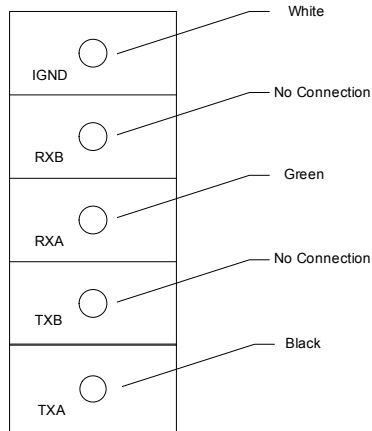 White
IGND
No Connection
RXB
Green
RXA
No Connection
TXB
Black
TXA